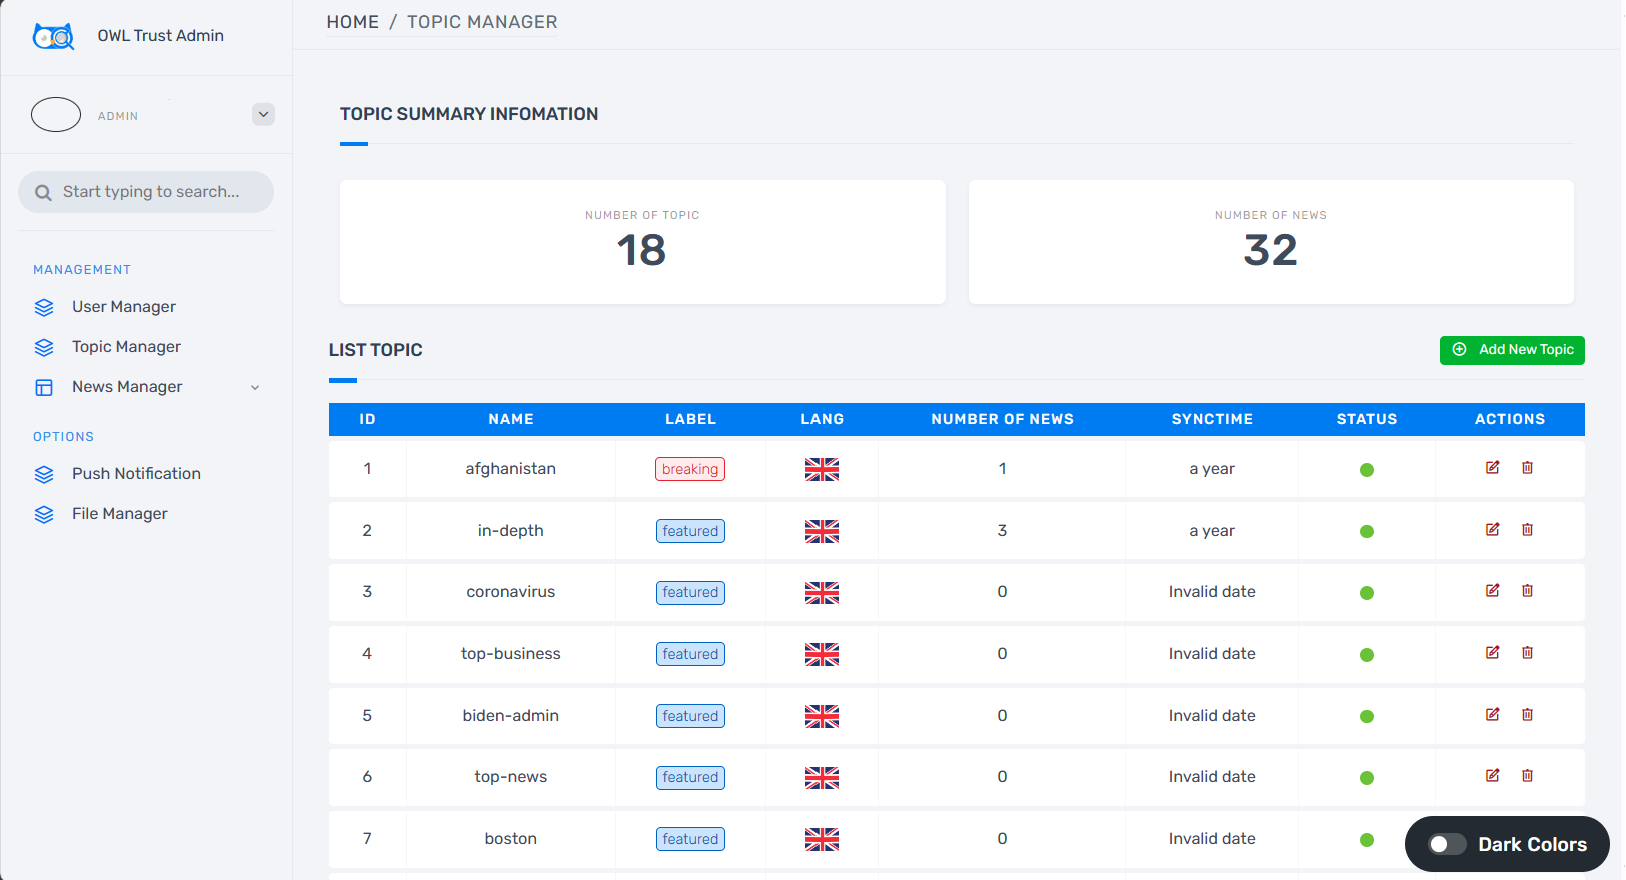 OWL Trust Admin
HOME / TOPIC MANAGER
ADMIN
Start typing to search...
MANAGEMENT
User Manager
Topic Manager
News Manager
OPTIONS
Push Notification
File Manager
TOPIC SUMMARY INFOMATION
NUMBER OF TOPIC
18
NUMBER OF NEWS
32
LIST TOPIC
Add New Topic
ID NAME LABEL LANG NUMBER OF NEWS SYNCTIME STATUS ACTIONS
1 afghanistan breaking 1 a year
2 in-depth featured 3 a year
3 coronavirus featured 0 Invalid date
4 top-business featured 0 Invalid date
5 biden-admin featured 0 Invalid date
6 top-news featured 0 Invalid date
7 boston featured 0 Invalid date
Dark Colors